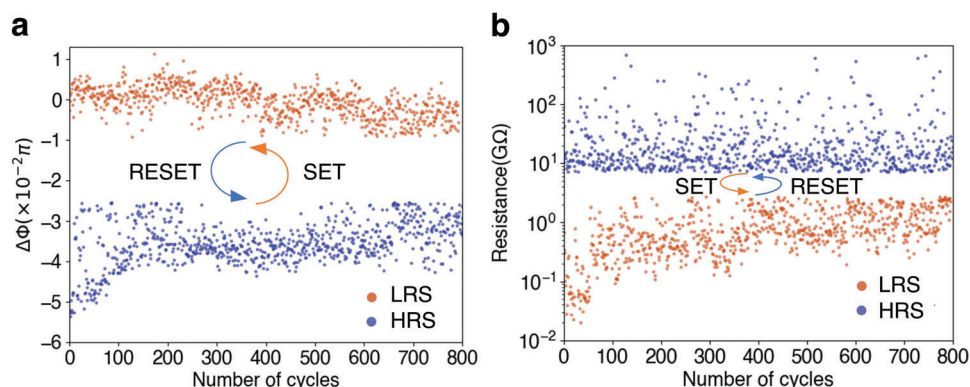 a
ΔΦ(×10⁻²π)
1
0
-1
-2
-3
-4
-5
-6
RESET
SET
LRS
HRS
0 100 200 300 400 500 600 700 800
Number of cycles
b
Resistance(GΩ)
10³
10²
10¹
10⁰
10⁻¹
10⁻²
SET
RESET
LRS
HRS
0 100 200 300 400 500 600 700 800
Number of cycles